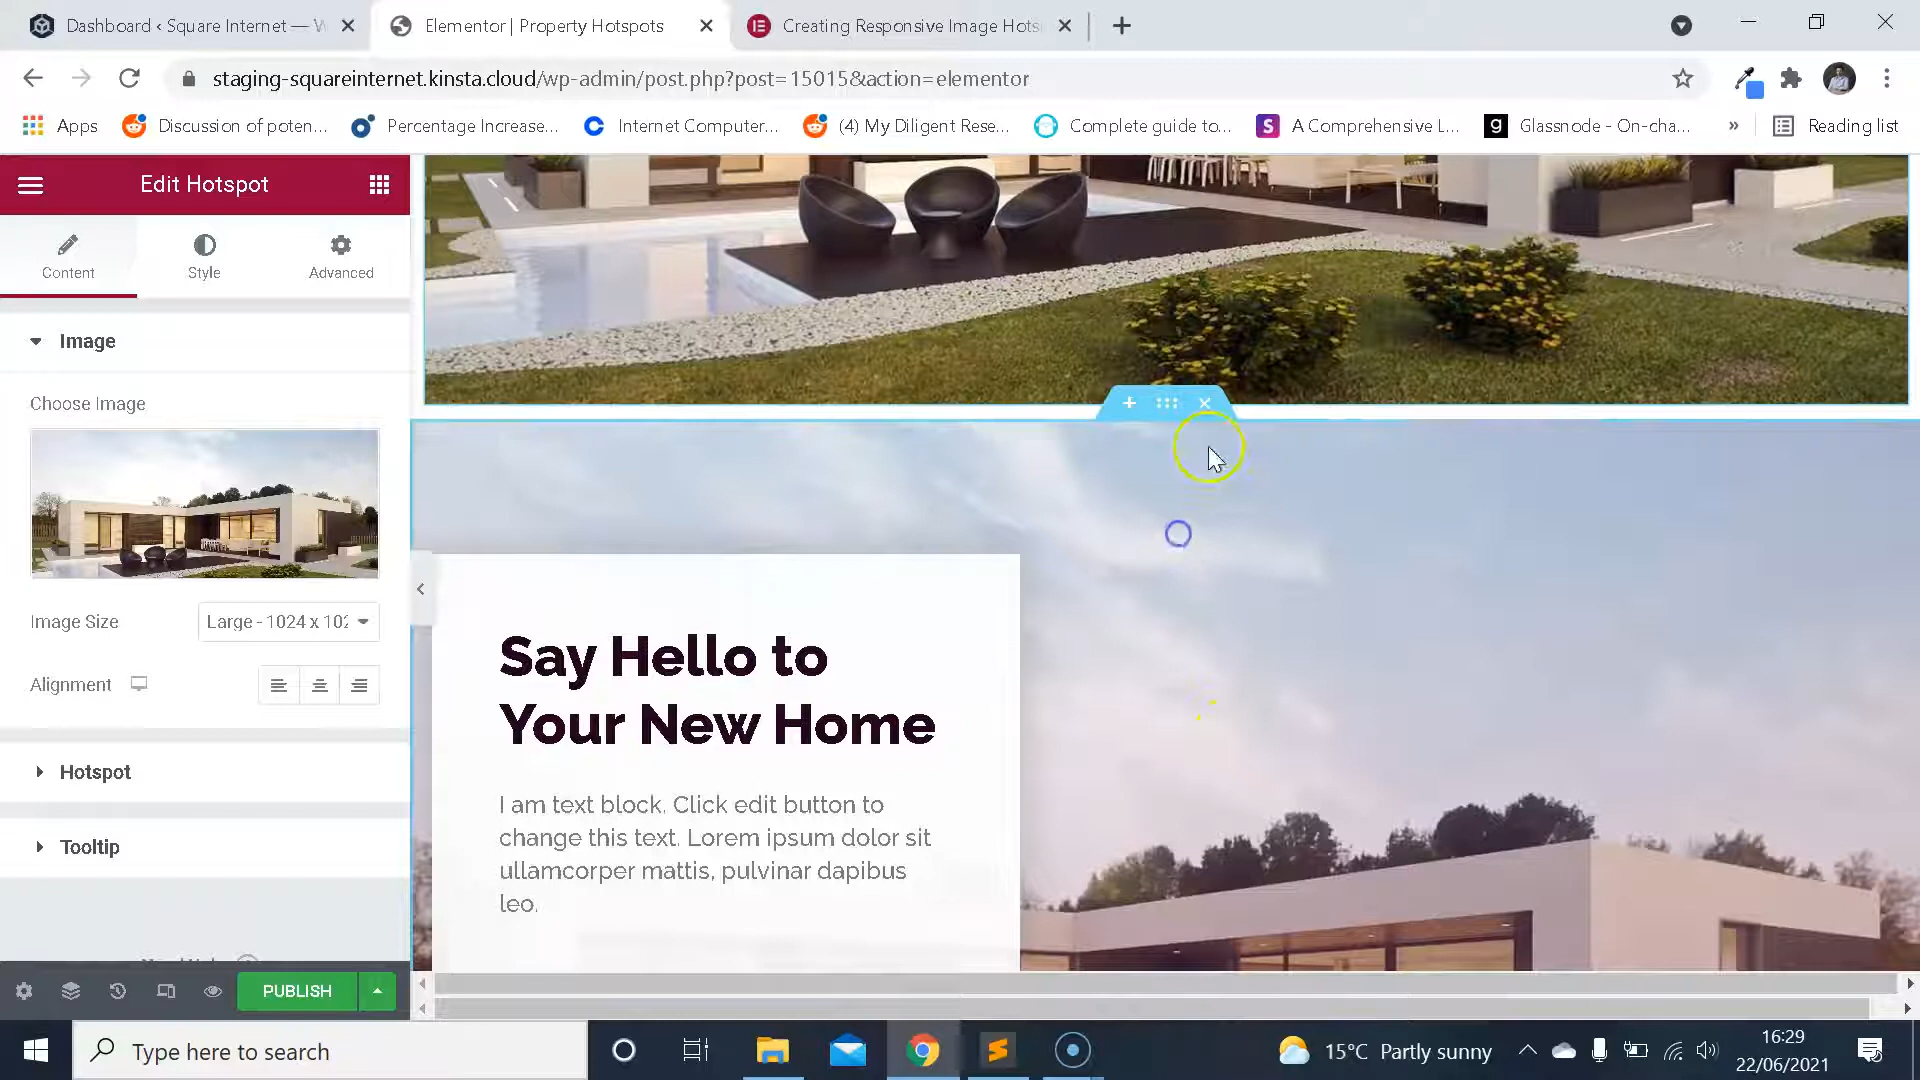 Dashboard ‹ Square Internet — W
Elementor | Property Hotspots
Creating Responsive Image Hots
staging-squareinternet.kinsta.cloud/wp-admin/post.php?post=15015&action=elementor
Apps
Discussion of poten...
Percentage Increase...
Internet Computer...
(4) My Diligent Rese...
Complete guide to...
A Comprehensive L...
Glassnode - On-cha...
»
Reading list
Edit Hotspot
Content
Style
Advanced
Image
Choose Image
Image Size
Large - 1024 x 102
Alignment
Hotspot
Tooltip
PUBLISH
Say Hello to
Your New Home
I am text block. Click edit button to
change this text. Lorem ipsum dolor sit
ullamcorper mattis, pulvinar dapibus
leo.
Type here to search
15°C Partly sunny
16:29
22/06/2021